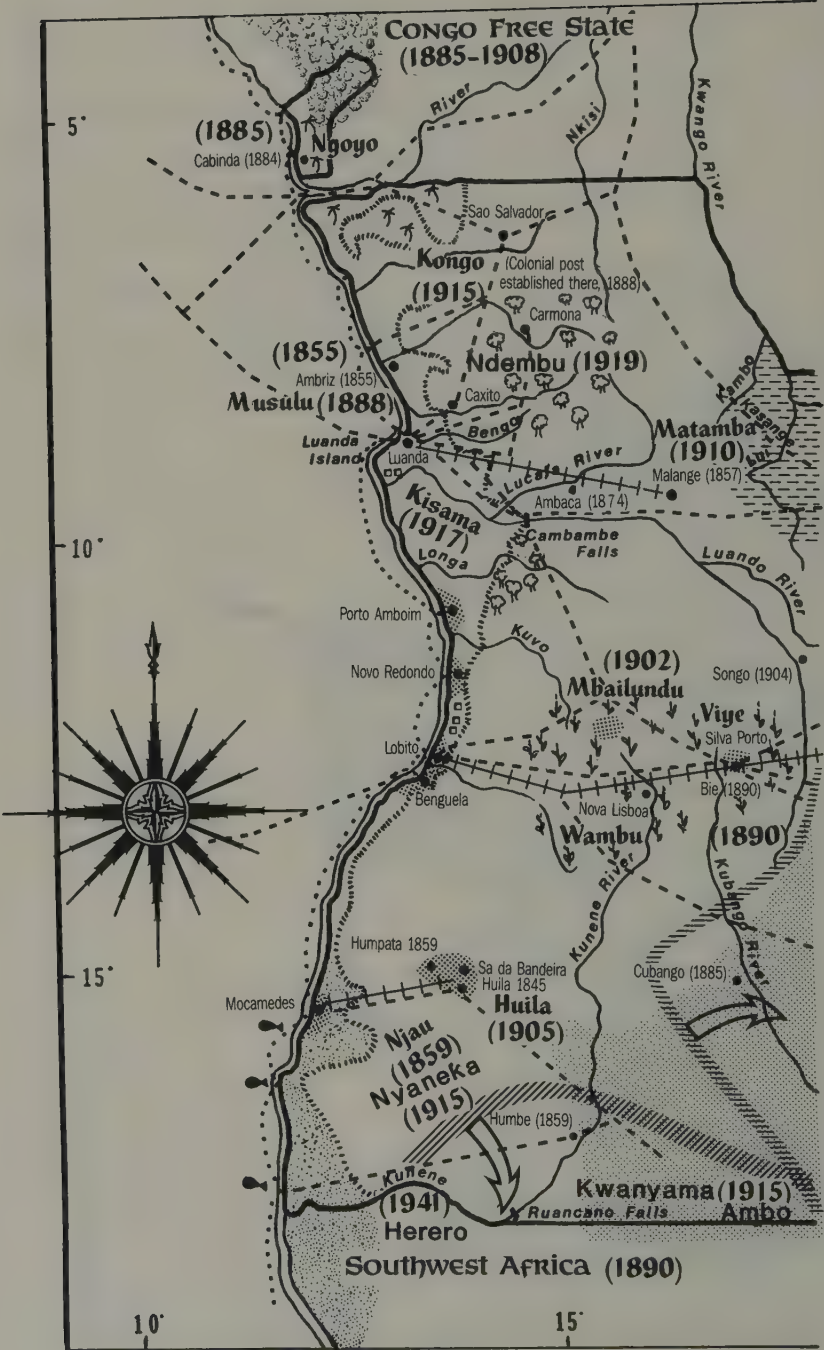 Congo Free State
(1885-1908)
River
Nkisi
Kwango River
5°
(1885)
Ngoyo
Cabinda (1884)
Sao Salvador
Kongo
(Colonial post
established there, 1888)
(1915)
Carmona
(1855)
Ambriz (1855)
Ndembu (1919)
Musulu (1888)
Caxito
Kambo
Kasange
Luanda
Island
Bengo
Matamba
(1910)
Lui
Luanda
Lucala River
Malange (1857)
Kisama
(1917)
Ambaca (1874)
Cambambe
Falls
10°
Longa
Luando River
Porto Amboim
Kuvo
(1902)
Mbailundu
Songo (1904)
Novo Redondo
Viye
Silva Porto
Lobito
Bie (1890)
Benguela
Nova Lisboa
Wambu
(1890)
Kunene River
Kubango River
Humpata 1859
Sa da Bandeira
Huila 1845
Cubango (1885)
15°
Mocamedes
Huila
(1905)
Njau
(1859)
Nyaneka
(1915)
Humbe (1859)
Kunene
(1941)
Herero
Kwanyama (1915)
Ambo
Ruancano Falls
Southwest Africa (1890)
10°
15°